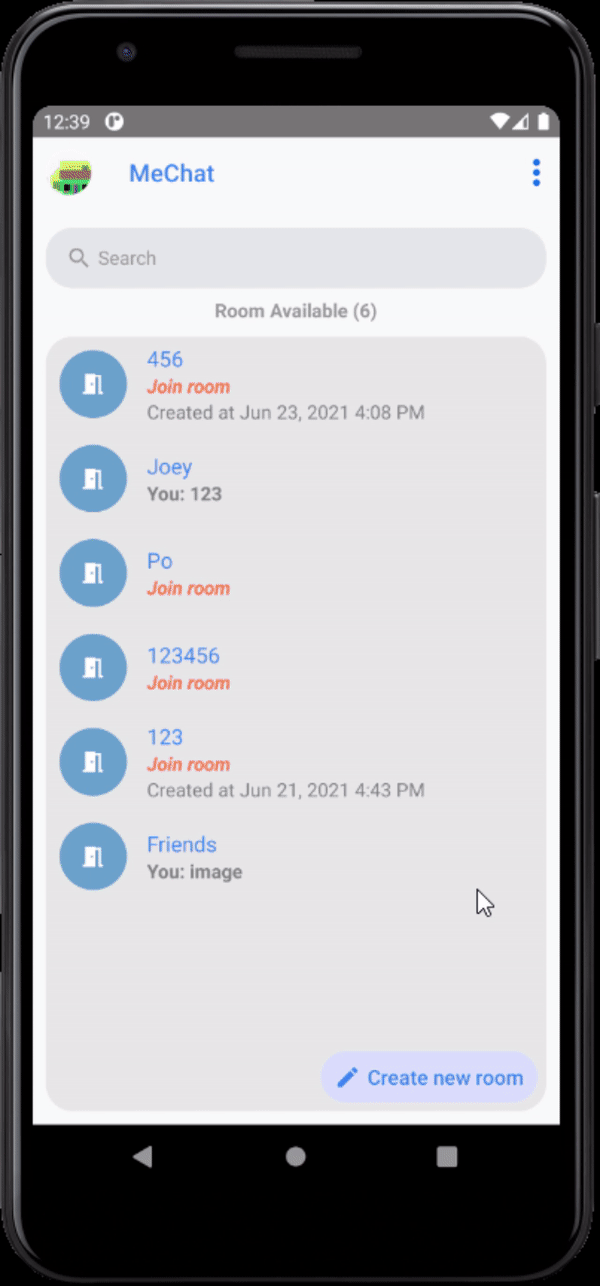 12:39
MeChat
Search
Room Available (6)
456
Join room
Created at Jun 23, 2021 4:08 PM
Joey
You: 123
Po
Join room
123456
Join room
123
Join room
Created at Jun 21, 2021 4:43 PM
Friends
You: image
Create new room